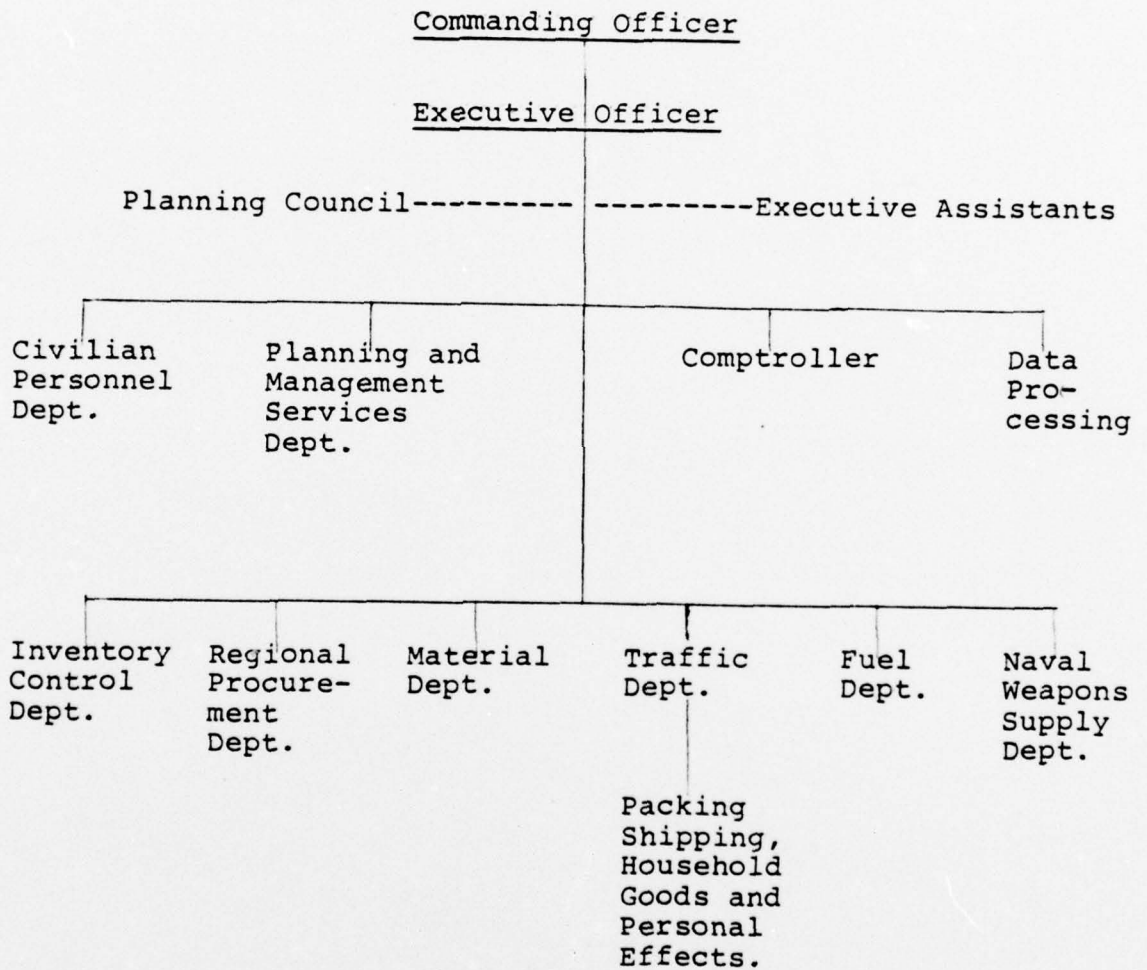 Commanding Officer
Executive Officer
Planning Council--------- ---------Executive Assistants
Civilian
Personnel
Dept.
Planning and
Management
Services
Dept.
Comptroller
Data
Pro-
cessing
Inventory
Control
Dept.
Regional
Procure-
ment
Dept.
Material
Dept.
Traffic
Dept.
Fuel
Dept.
Naval
Weapons
Supply
Dept.
Packing
Shipping,
Household
Goods and
Personal
Effects.